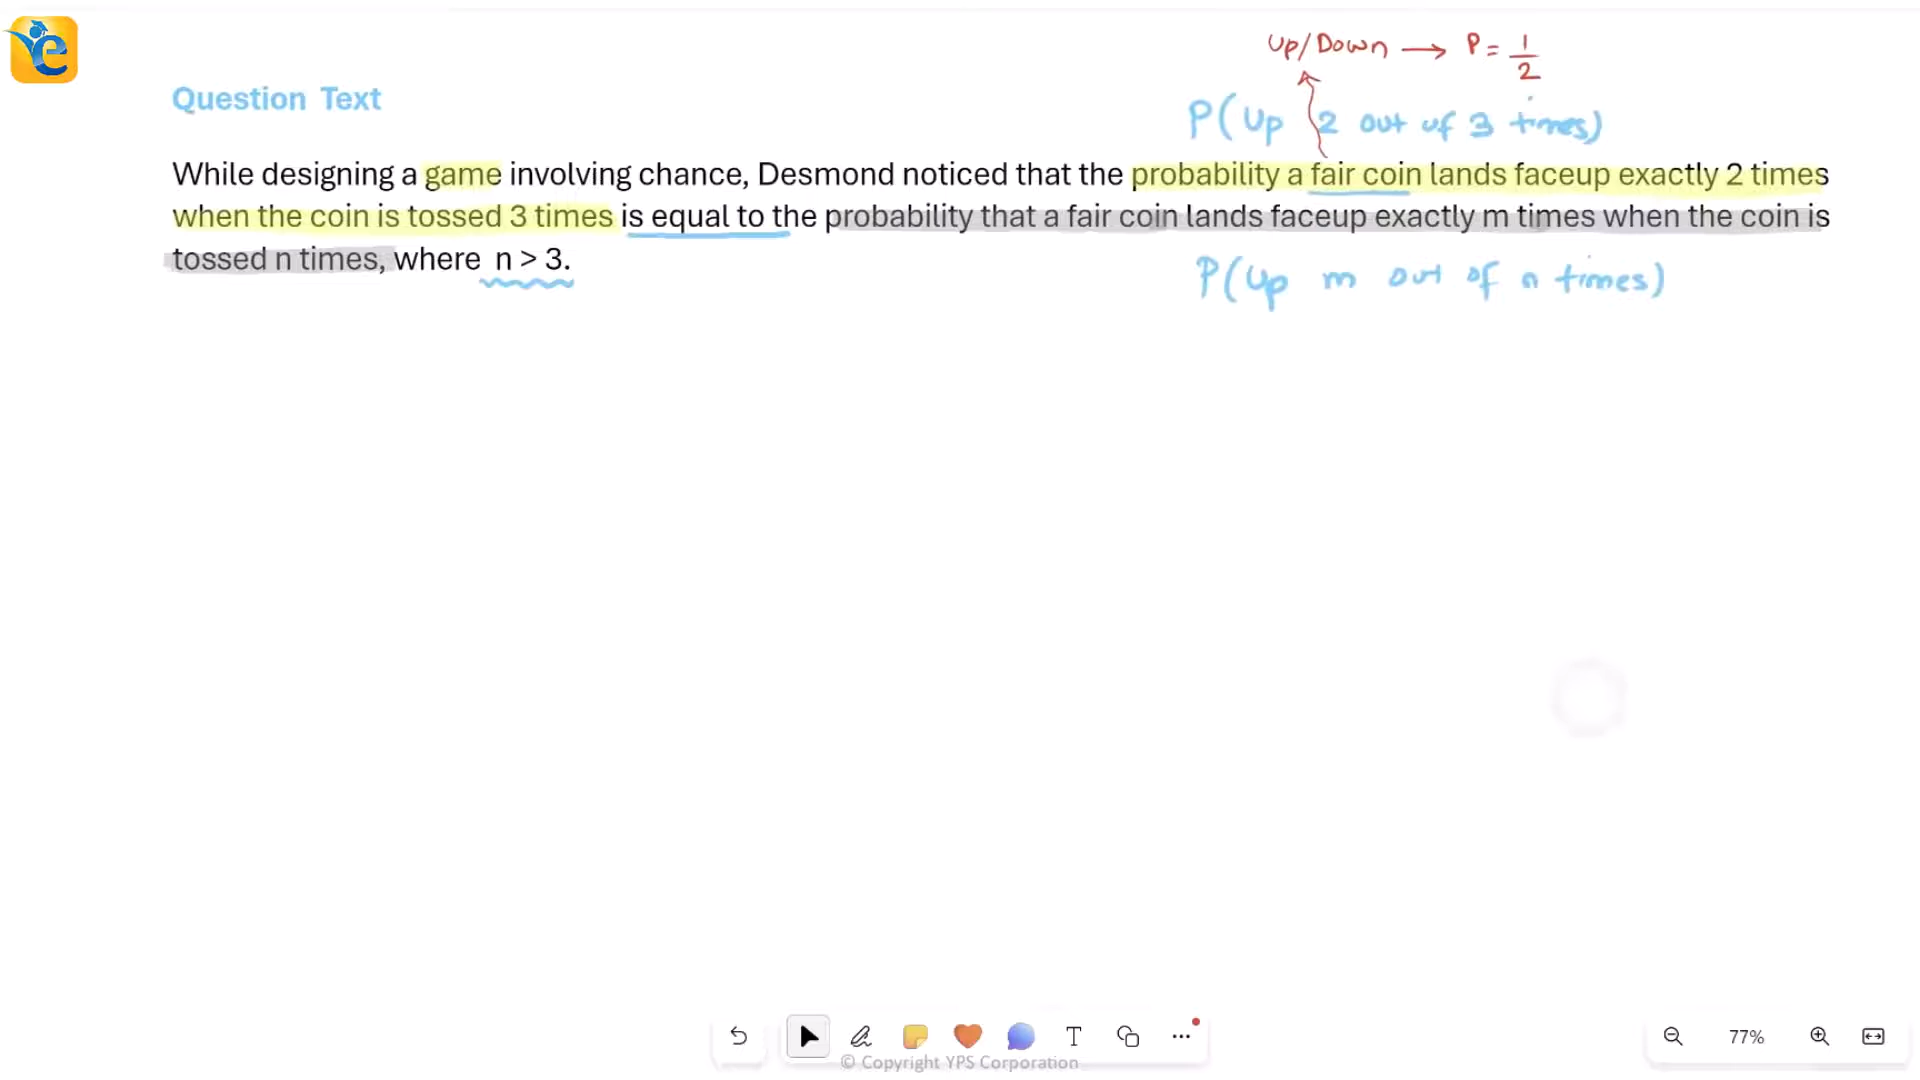 up/Down → P = 1/2
Question Text
P(up 2 out of 3 times)
While designing a game involving chance, Desmond noticed that the probability a fair coin lands faceup exactly 2 times
when the coin is tossed 3 times is equal to the probability that a fair coin lands faceup exactly m times when the coin is
tossed n times, where n > 3.
P(up m out of n times)
77%
© Copyright YPS Corporation